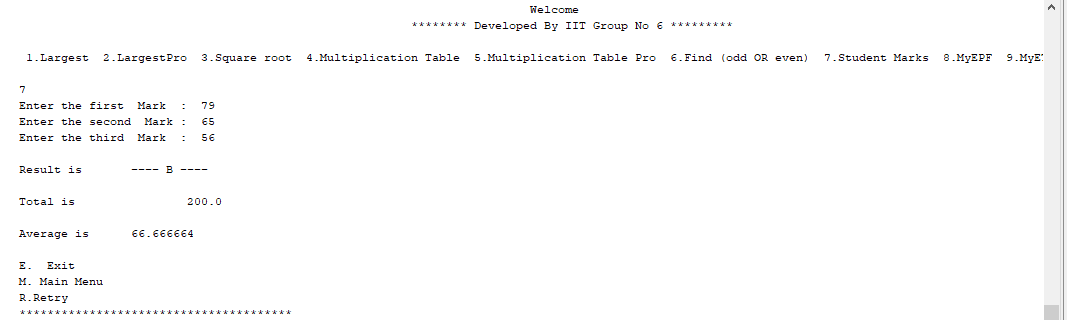 Welcome
******** Developed By IIT Group No 6 *********
1.Largest 2.LargestPro 3.Square root 4.Multiplication Table 5.Multiplication Table Pro 6.Find (odd OR even) 7.Student Marks 8.MyEPF
7
Enter the first Mark : 79
Enter the second Mark : 65
Enter the third Mark : 56
Result is ---- B ----
Total is 200.0
Average is 66.666664
E. Exit
M. Main Menu
R.Retry
***************************************